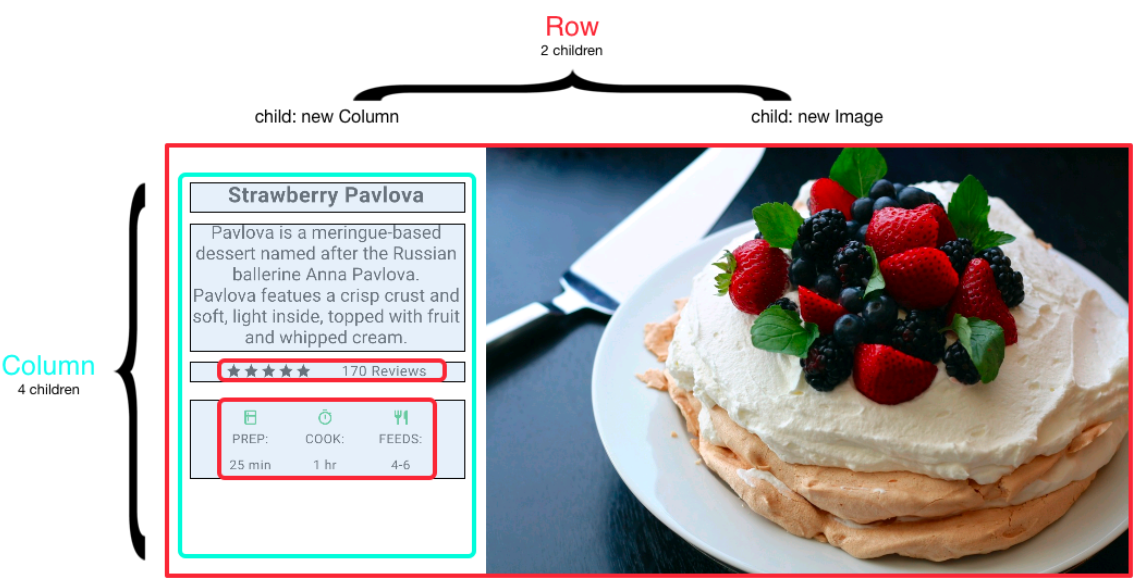 Row
2 children
child: new Column
child: new Image
Column
4 children
Strawberry Pavlova
Pavlova is a meringue-based
dessert named after the Russian
ballerine Anna Pavlova.
Pavlova featues a crisp crust and
soft, light inside, topped with fruit
and whipped cream.
★★★★★ 170 Reviews
PREP: COOK: FEEDS:
25 min 1 hr 4-6